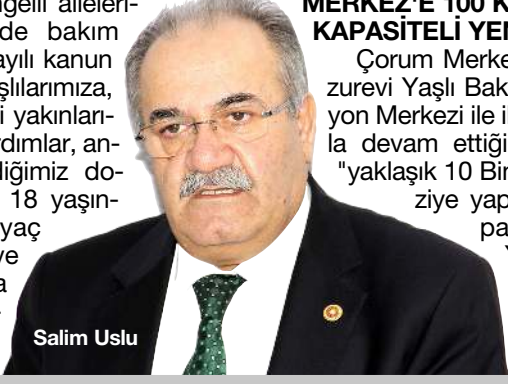 ngelli aileleri-
de bakım
ayılı kanun
şlılarımıza,
i yakınları-
rdımlar, an-
liğimiz do-
18 yaşın-
yaç
ve
a
MERKEZ'E 100 K
KAPASİTELİ YEN
Çorum Merke
zurevi Yaşlı Bak
yon Merkezi ile i
la devam ettiği
"yaklaşık 10 Bir
ziye yap
pa
Salim Uslu